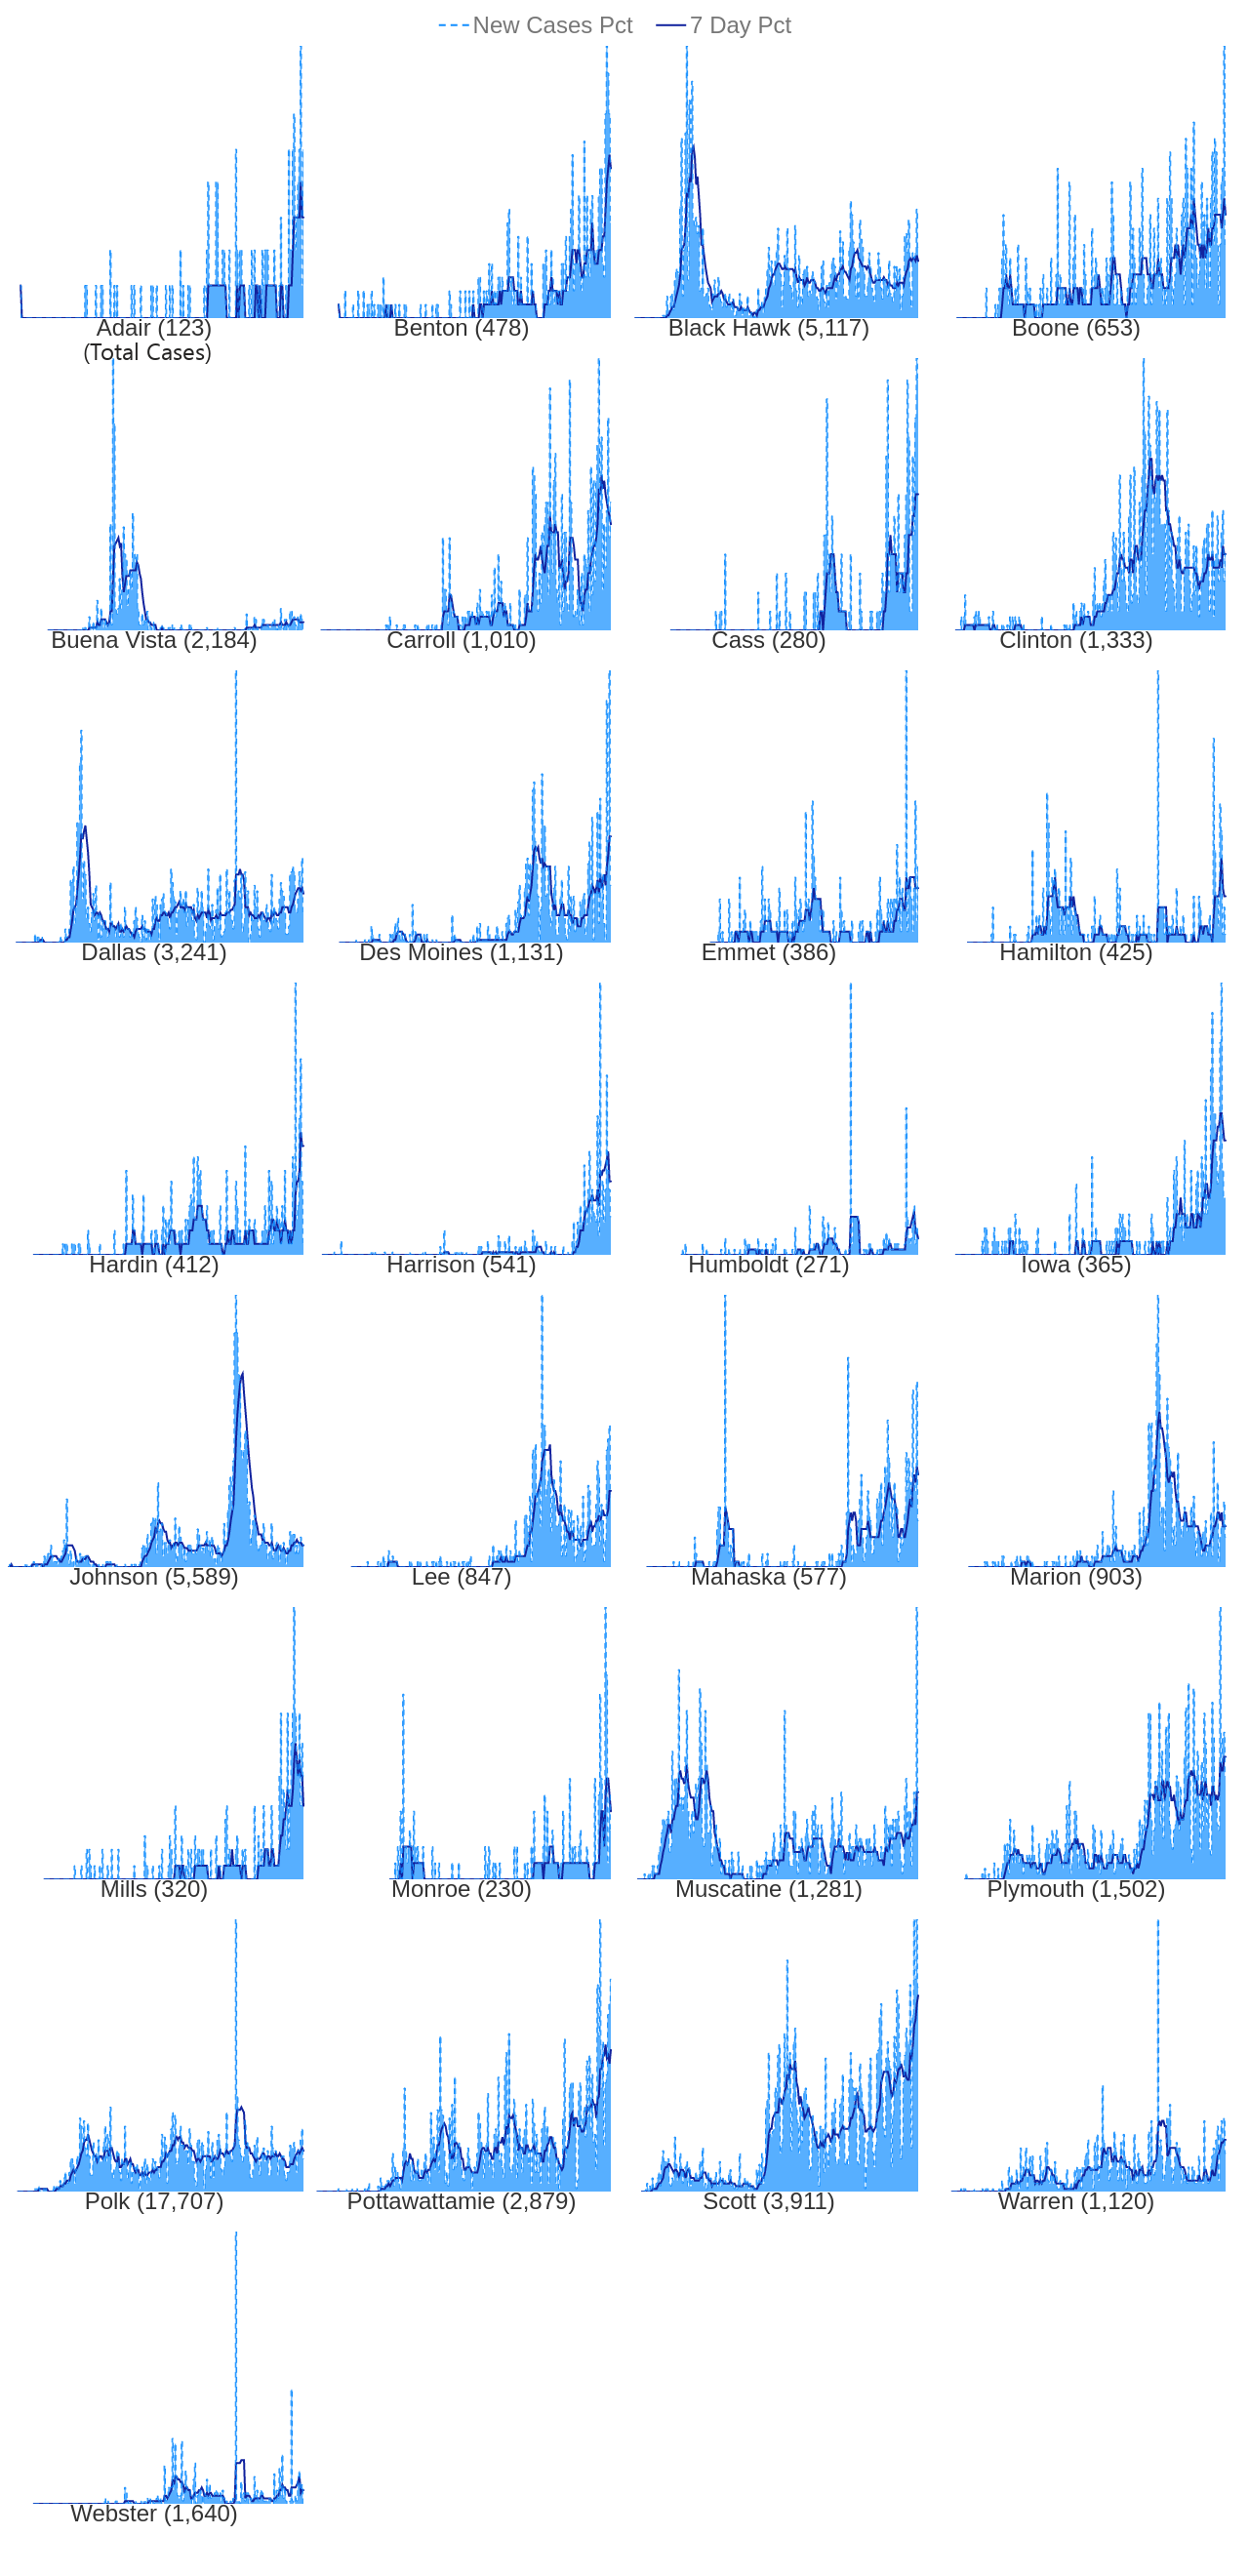 New Cases Pct 7 Day Pct
Adair (123) Benton (478) Black Hawk (5,117) Boone (653)
(Total Cases)
Buena Vista (2,184) Carroll (1,010) Cass (280) Clinton (1,333)
Dallas (3,241) Des Moines (1,131) Emmet (386) Hamilton (425)
Hardin (412) Harrison (541) Humboldt (271) Iowa (365)
Johnson (5,589) Lee (847) Mahaska (577) Marion (903)
Mills (320) Monroe (230) Muscatine (1,281) Plymouth (1,502)
Polk (17,707) Pottawattamie (2,879) Scott (3,911) Warren (1,120)
Webster (1,640)